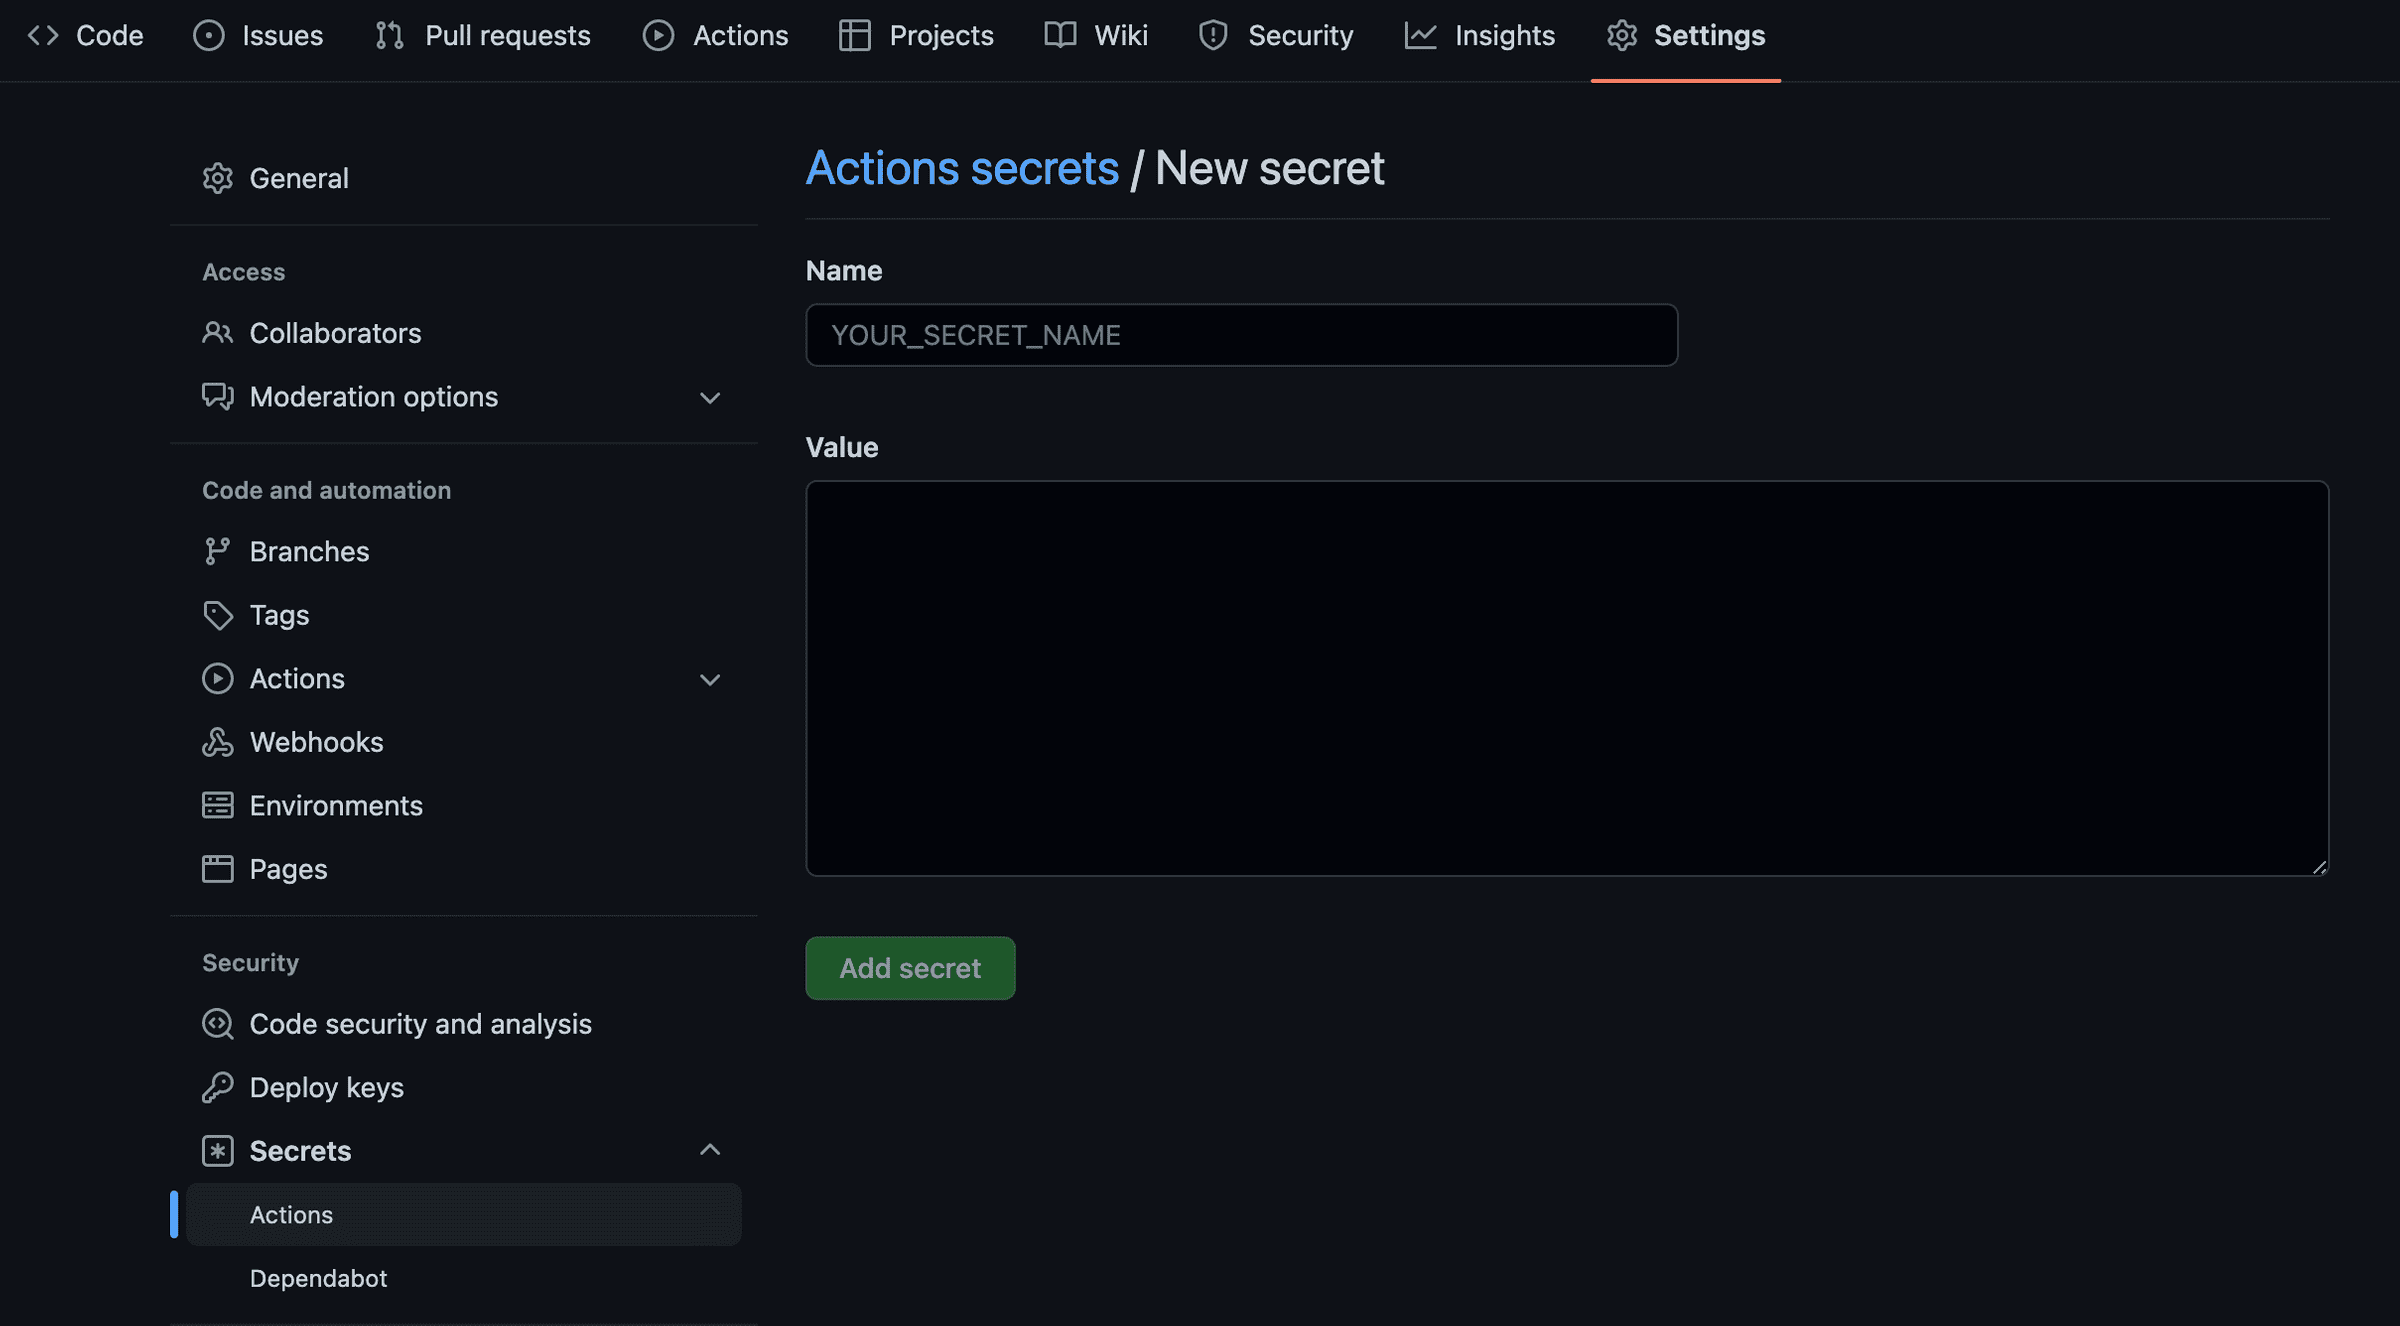 Code Issues Pull requests Actions Projects Wiki Security Insights Settings
General
Access
Collaborators
Moderation options
Code and automation
Branches
Tags
Actions
Webhooks
Environments
Pages
Security
Code security and analysis
Deploy keys
Secrets
Actions
Dependabot
Actions secrets / New secret
Name
YOUR_SECRET_NAME
Value
Add secret